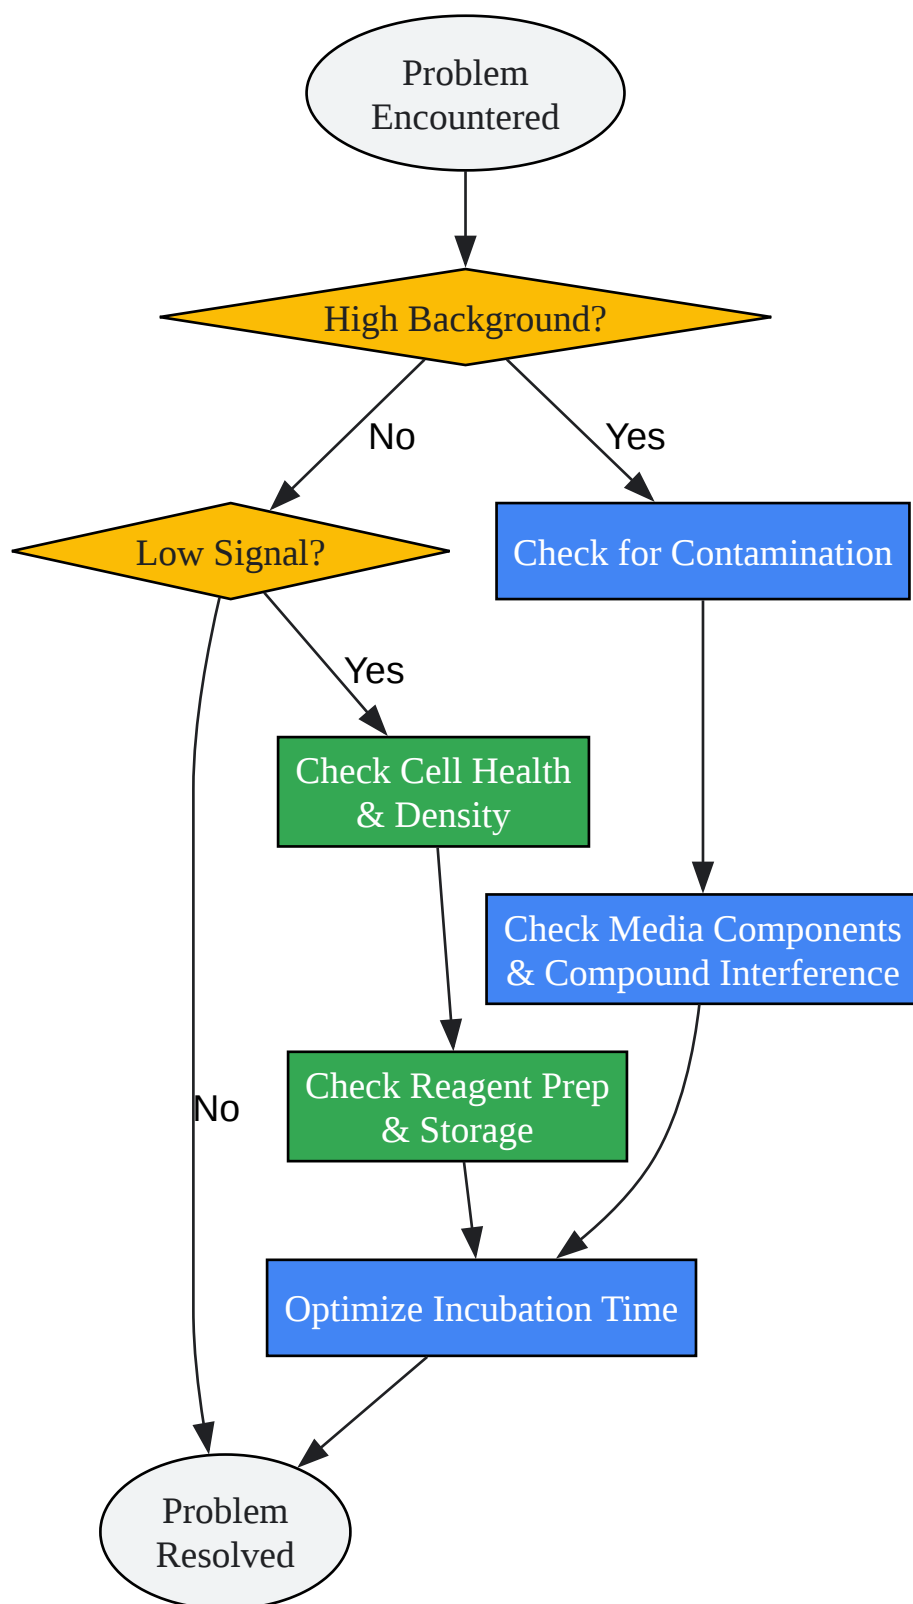 Problem
Encountered
High Background?
No
Yes
Low Signal?
Check for Contamination
Yes
Check Cell Health
& Density
Check Media Components
& Compound Interference
Check Reagent Prep
& Storage
No
Optimize Incubation Time
Problem
Resolved